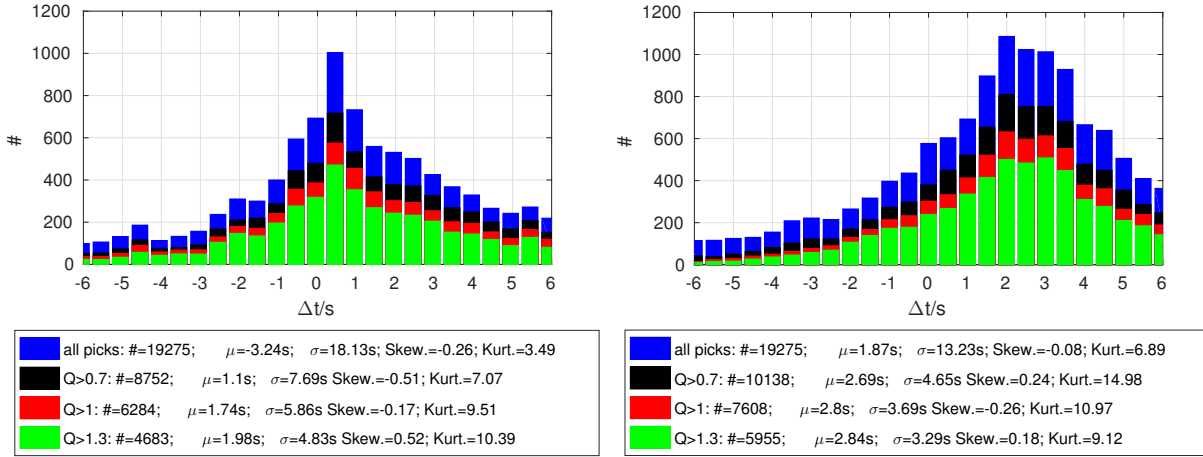 1200
1000
800
600
400
200
0
#
-6 -5 -4 -3 -2 -1 0 1 2 3 4 5 6
Δt/s
all picks: #=19275; μ=-3.24s; σ=18.13s; Skew.=-0.26; Kurt.=3.49
Q>0.7: #=8752; μ=1.1s; σ=7.69s Skew.=-0.51; Kurt.=7.07
Q>1: #=6284; μ=1.74s; σ=5.86s Skew.=-0.17; Kurt.=9.51
Q>1.3: #=4683; μ=1.98s; σ=4.83s Skew.=0.52; Kurt.=10.39
1200
1000
800
600
400
200
0
#
-6 -5 -4 -3 -2 -1 0 1 2 3 4 5 6
Δt/s
all picks: #=19275; μ=1.87s; σ=13.23s; Skew.=-0.08; Kurt.=6.89
Q>0.7: #=10138; μ=2.69s; σ=4.65s Skew.=0.24; Kurt.=14.98
Q>1: #=7608; μ=2.8s; σ=3.69s Skew.=-0.26; Kurt.=10.97
Q>1.3: #=5955; μ=2.84s; σ=3.29s Skew.=0.18; Kurt.=9.12